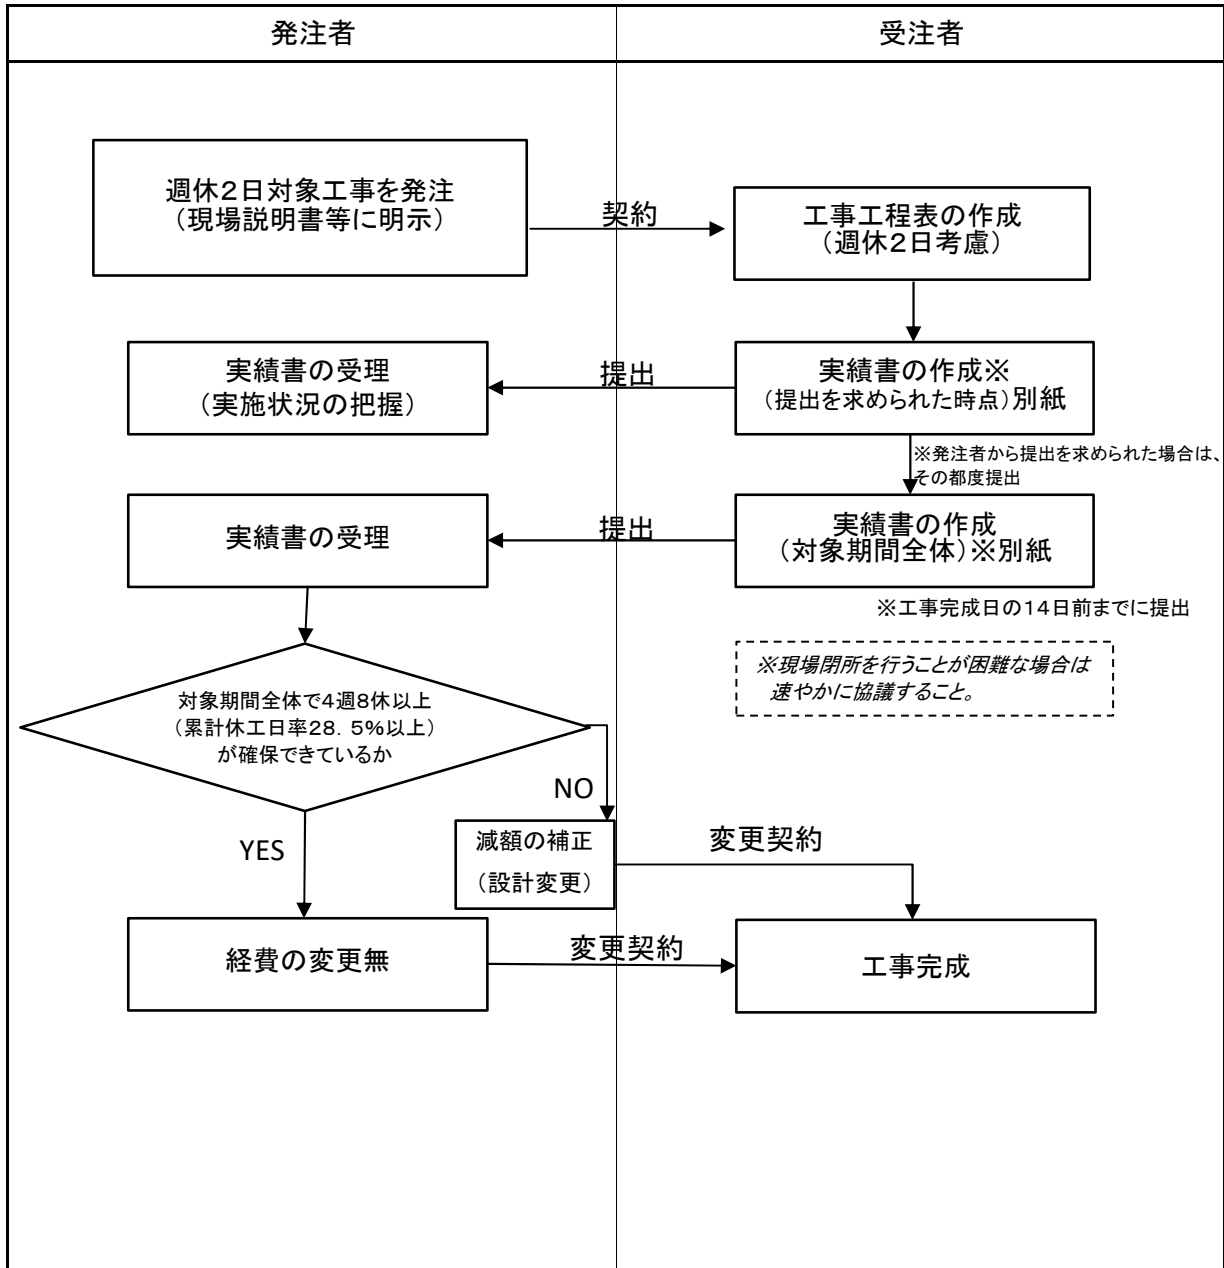 発注者
受注者
週休２日対象工事を発注
（現場説明書等に明示）
契約
工事工程表の作成
（週休２日考慮）
実績書の受理
（実施状況の把握）
提出
実績書の作成※
（提出を求められた時点）別紙
※発注者から提出を求められた場合は、
その都度提出
実績書の受理
提出
実績書の作成
（対象期間全体）※別紙
※工事完成日の１４日前までに提出
※現場閉所を行うことが困難な場合は
速やかに協議すること。
対象期間全体で４週８休以上
（累計休工日率２８．５％以上）
が確保できているか
NO
YES
減額の補正
（設計変更）
変更契約
経費の変更無
変更契約
工事完成